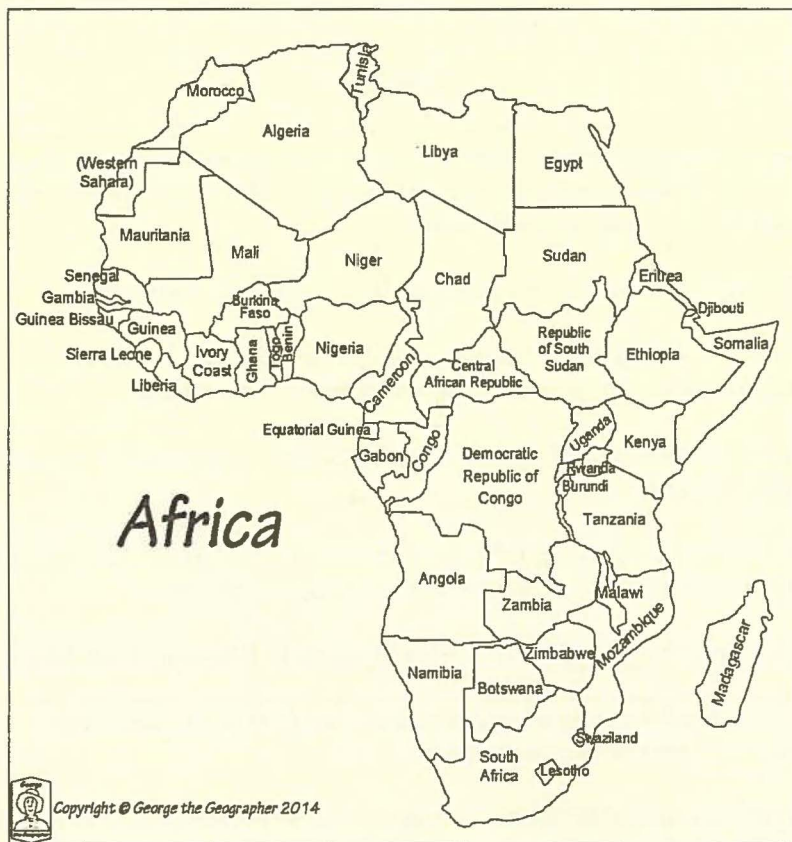 Tunisia
Morocco
Algeria
Libya
Egypt
(Western
Sahara)
Mauritania
Mali
Niger
Chad
Sudan
Eritrea
Senegal
Gambia
Guinea Bissau
Guinea
Sierra Leone
Liberia
Ivory
Coast
Burkina
Faso
Ghana
Togo
Benin
Nigeria
Cameroon
Central
African Republic
Republic
of South
Sudan
Ethiopia
Djibouti
Somalia
Equatorial Guinea
Gabon
Congo
Democratic
Republic of
Congo
Uganda
Kenya
Rwanda
Burundi
Tanzania
Africa
Angola
Zambia
Malawi
Mozambique
Madagascar
Namibia
Zimbabwe
Botswana
Swaziland
South
Africa
Lesotho
George
Copyright © George the Geographer 2014